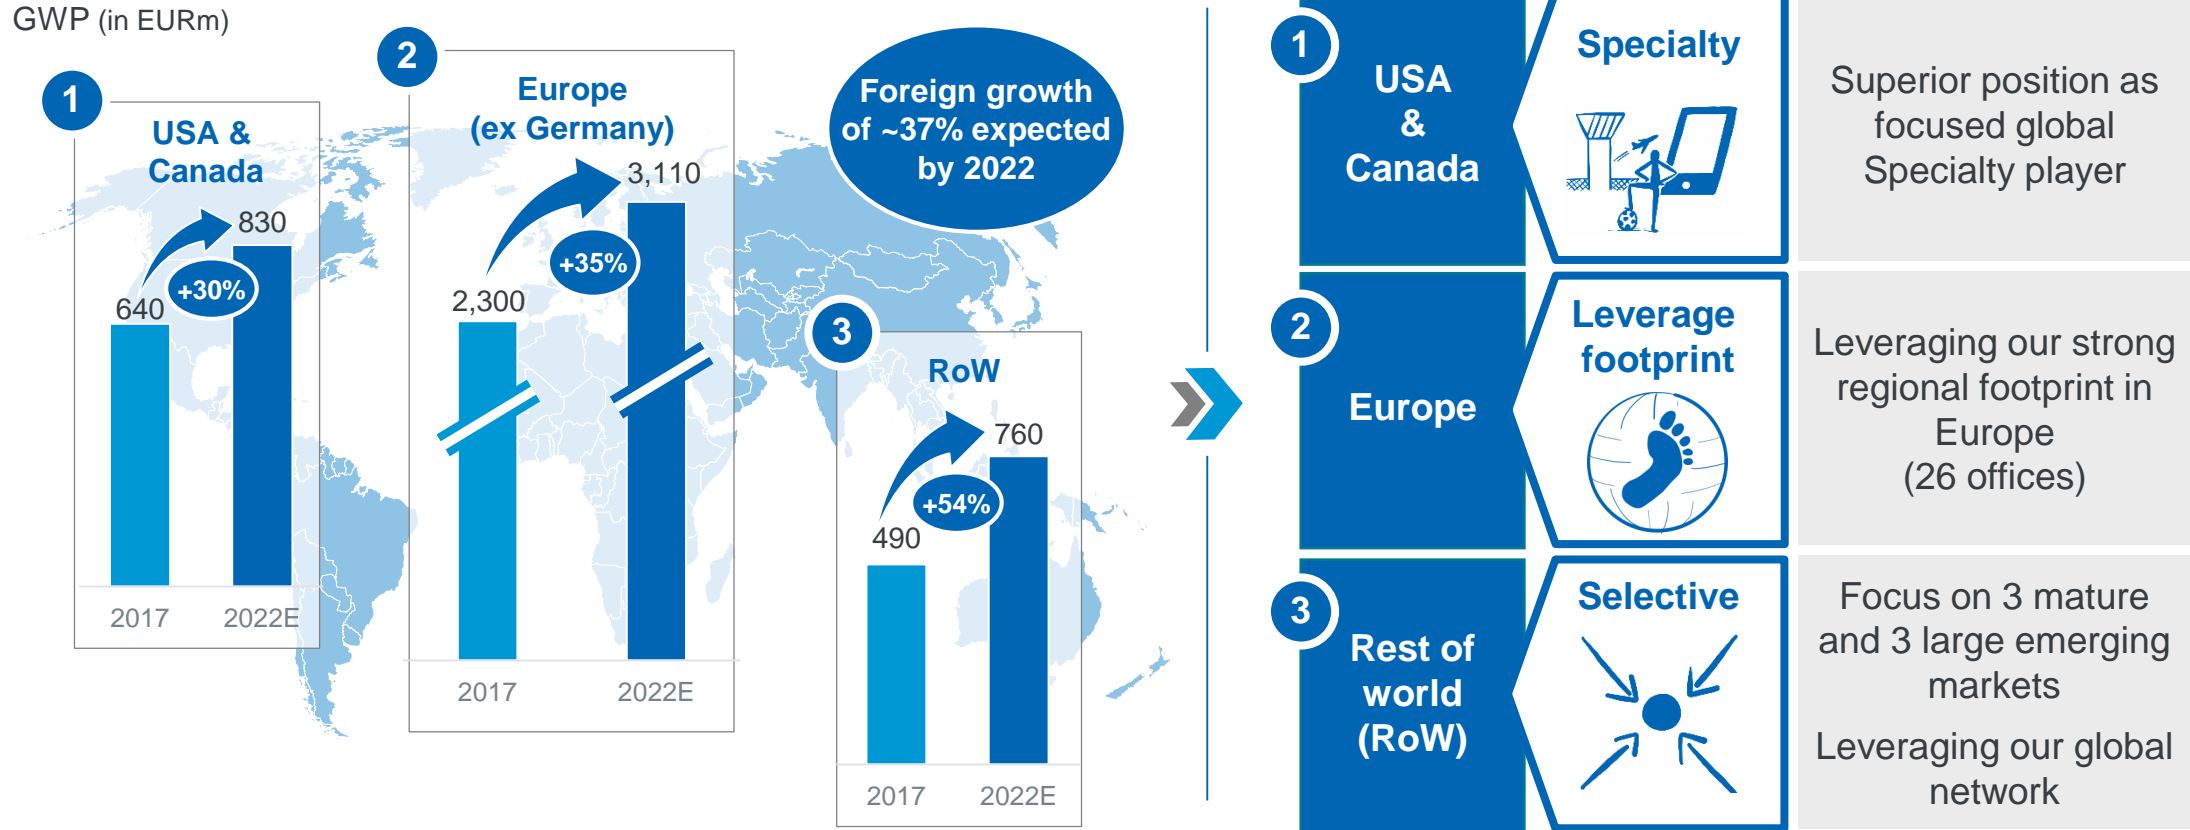 GWP (in EURm)
1
USA &
Canada
830
+30%
640
2017
2022E
2
Europe
(ex Germany)
3,110
+35%
2,300
2017
2022E
Foreign growth
of ~37% expected
by 2022
3
RoW
760
+54%
490
2017
2022E
1
USA
&
Canada
Specialty
Superior position as
focused global
Specialty player
2
Europe
Leverage
footprint
Leveraging our strong
regional footprint in
Europe
(26 offices)
3
Rest of
world
(RoW)
Selective
Focus on 3 mature
and 3 large emerging
markets
Leveraging our global
network